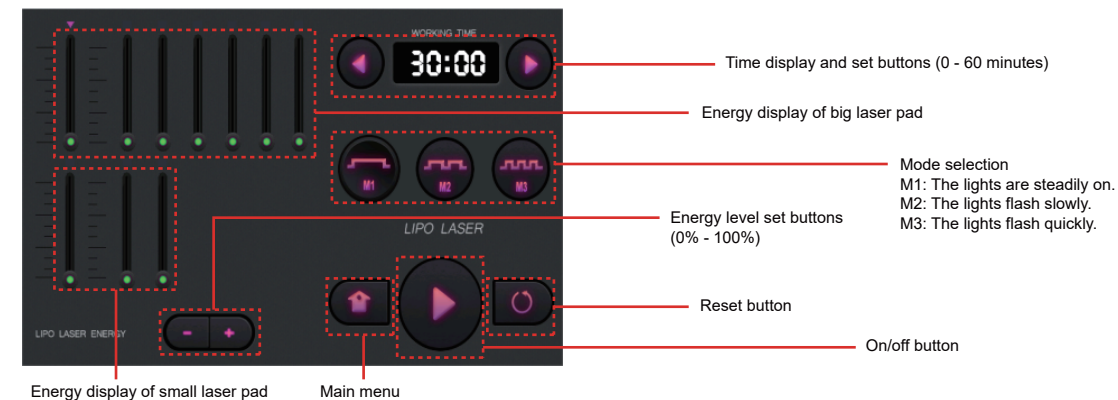 WORKING TIME
30:00
Time display and set buttons (0 - 60 minutes)
Energy display of big laser pad
M1
M2
M3
Mode selection
M1: The lights are steadily on.
M2: The lights flash slowly.
M3: The lights flash quickly.
Energy level set buttons
(0% - 100%)
LIPO LASER
Reset button
LIPO LASER ENERGY
-
+
On/off button
Energy display of small laser pad
Main menu